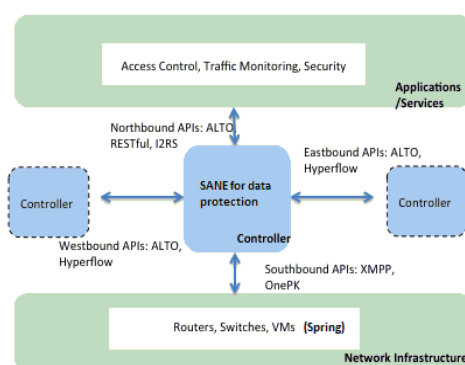 Access Control, Traffic Monitoring, Security
Applications
/Services
Northbound APIs: ALTO,
RESTful, I2RS
Eastbound APIs: ALTO,
Hyperflow
SANE for data
protection
Controller
Controller
Controller
Westbound APIs: ALTO,
Hyperflow
Southbound APIs: XMPP,
OnePK
Routers, Switches, VMs (Spring)
Network Infrastructure